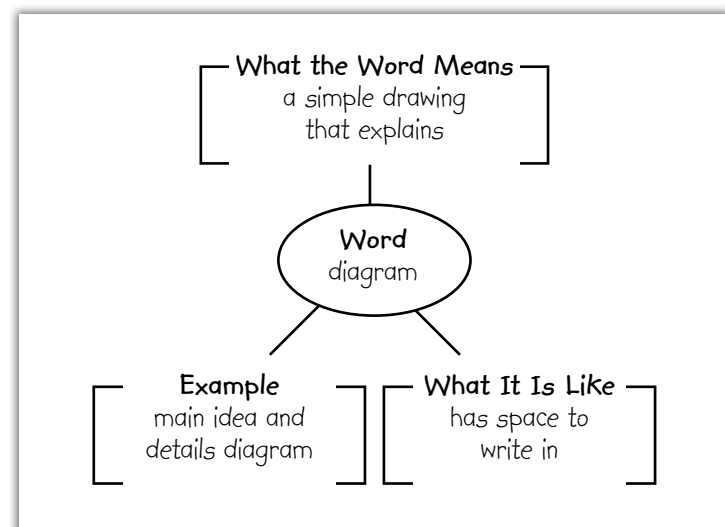 What the Word Means
a simple drawing
that explains
Word
diagram
Example
main idea and
details diagram
What It Is Like
has space to
write in